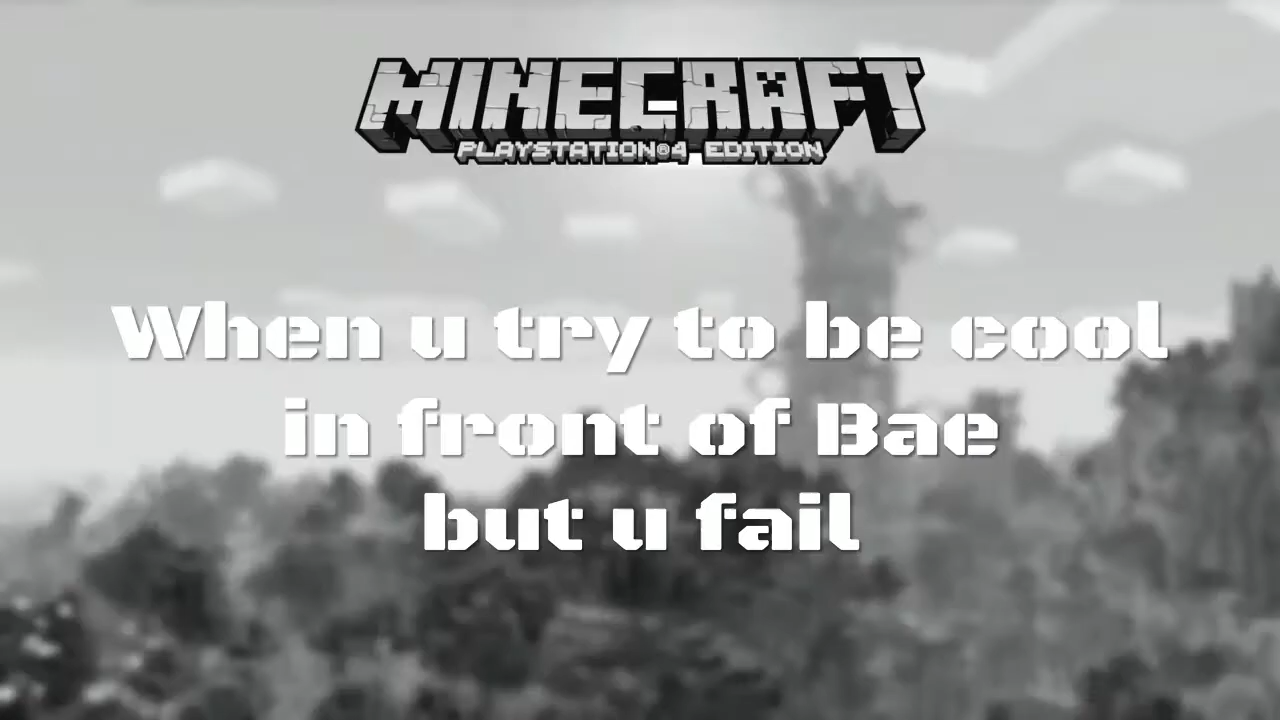 MINECRAFT
PLAYSTATION®4 EDITION
When u try to be cool
in front of Bae
but u fail